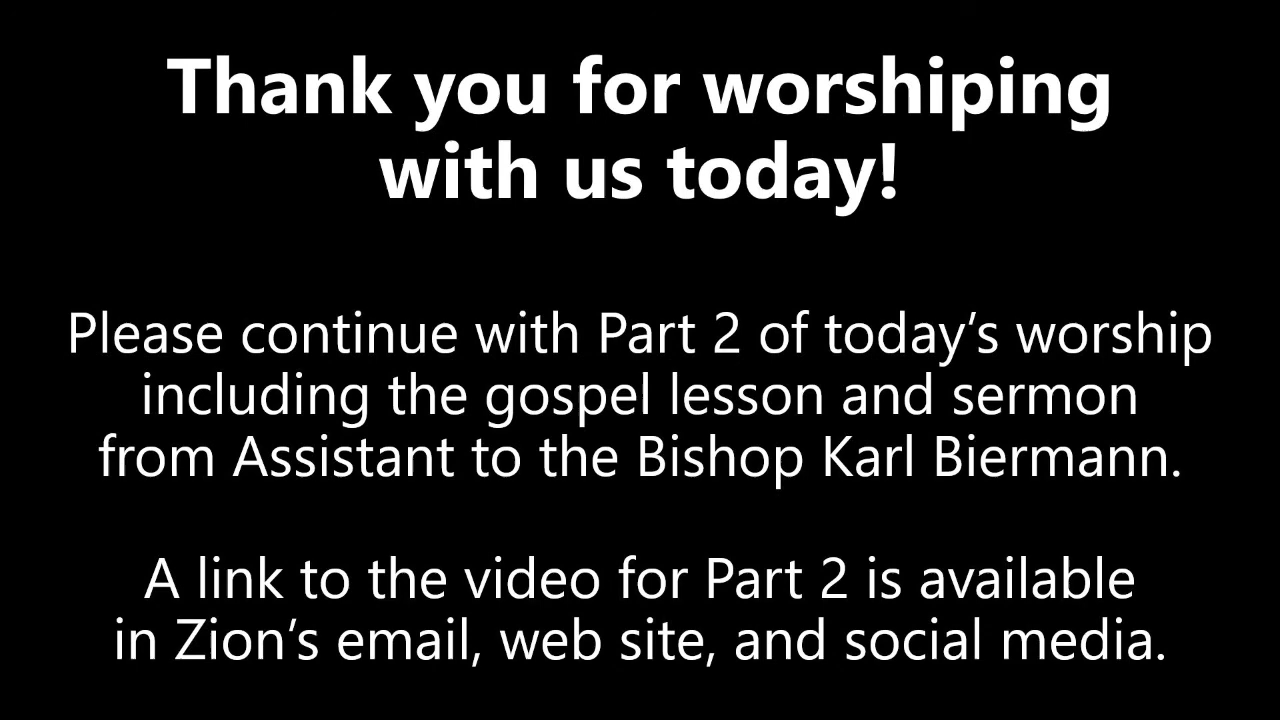 Thank you for worshiping
with us today!
Please continue with Part 2 of today’s worship
including the gospel lesson and sermon
from Assistant to the Bishop Karl Biermann.
A link to the video for Part 2 is available
in Zion’s email, web site, and social media.